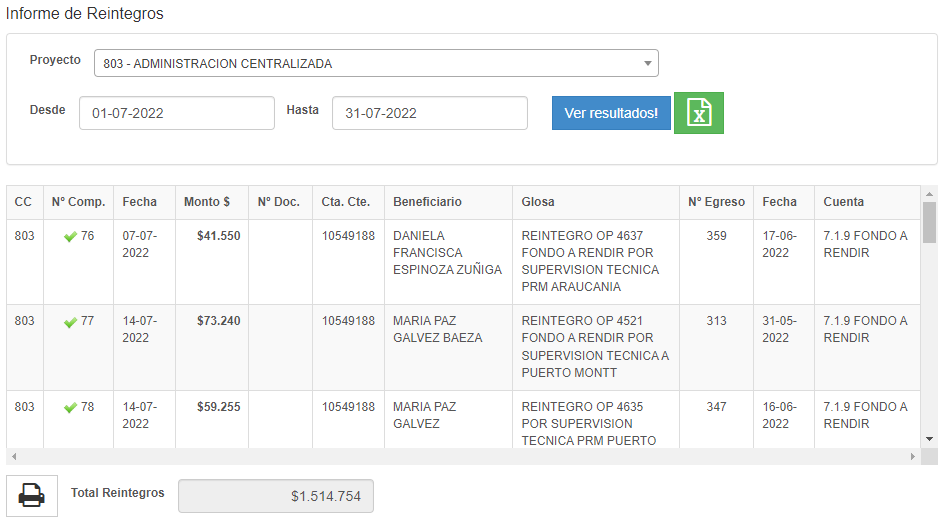 Informe de Reintegros
Proyecto 803 - ADMINISTRACION CENTRALIZADA
Desde 01-07-2022 Hasta 31-07-2022 Ver resultados!
CC Nº Comp. Fecha Monto $ Nº Doc. Cta. Cte. Beneficiario Glosa Nº Egreso Fecha Cuenta
803 76 07-07- $41.550 10549188 DANIELA REINTEGRO OP 4637 359 17-06- 7.1.9 FONDO A
2022 FRANCISCA FONDO A RENDIR POR 2022 RENDIR
ESPINOZA ZUÑIGA SUPERVISION TECNICA
PRM ARAUCANIA
803 77 14-07- $73.240 10549188 MARIA PAZ REINTEGRO OP 4521 313 31-05- 7.1.9 FONDO A
2022 GALVEZ BAEZA FONDO A RENDIR POR 2022 RENDIR
SUPERVISION TECNICA A
PUERTO MONTT
803 78 14-07- $59.255 10549188 MARIA PAZ REINTEGRO OP 4635 347 16-06- 7.1.9 FONDO A
2022 GALVEZ POR SUPERVISION 2022 RENDIR
TECNICA PRM PUERTO
Total Reintegros $1.514.754